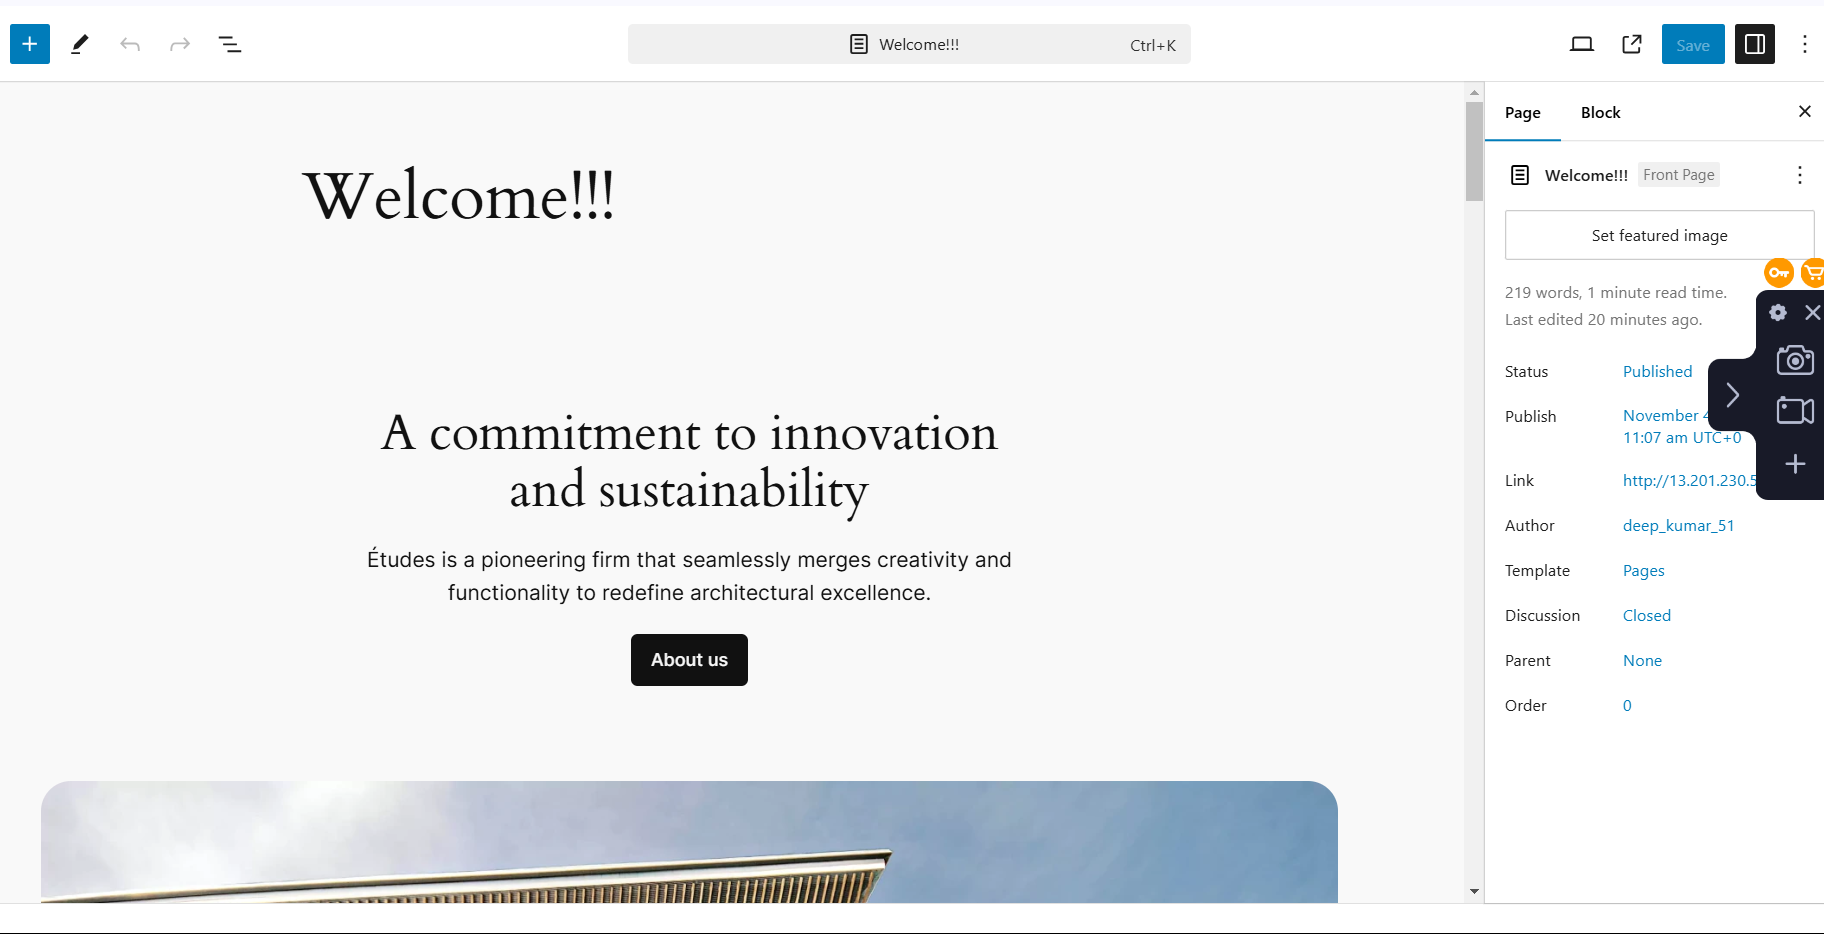 Welcome!!!
Ctrl+K
Save
Page
Block
Welcome!!!
Welcome!!!
Front Page
Set featured image
219 words, 1 minute read time.
Last edited 20 minutes ago.
Status
Published
Publish
November
11:07 am UTC+0
Link
http://13.201.230.5
Author
deep_kumar_51
Template
Pages
Discussion
Closed
Parent
None
Order
0
A commitment to innovation
and sustainability
Études is a pioneering firm that seamlessly merges creativity and
functionality to redefine architectural excellence.
About us